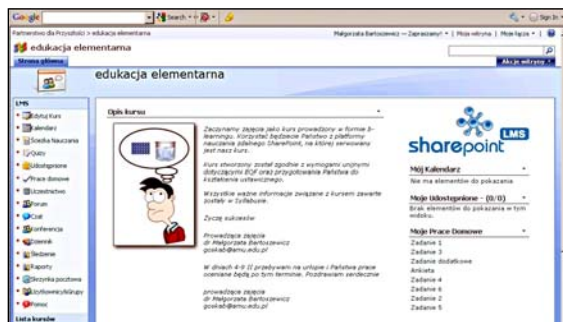 Google
Search
Sign In
Partnerstwo dla Przyszłości > edukacja elementarna
Małgorzata Bartoszewicz — Zapraszamy! | Moja witryna | Moje łącza
edukacja elementarna
Strona główna
Akcje witryny
edukacja elementarna
LMS
Edytuj Kurs
Kalendarz
Ścieżka Nauczania
Quizy
Udostępnione
Prace domowe
Uczestnictwo
Forum
Czat
Konferencja
Dziennik
Śledzenie
Raporty
Skrzynka pocztowa
Użytkownicy&Grupy
Pomoc
Lista kursów
Opis kursu
Zaczynamy zajęcia jako kurs prowadzony w formie b-
learningu. Korzystać będziecie Państwo z platformy
nauczania zdalnego SharePoint, na której serwowany
jest nasz kurs.
Kurs stworzony został zgodnie z wymogami unijnymi
dotyczącymi EQF oraz przygotowania Państwa do
kształcenia ustawicznego.
Wszystkie ważne informacje związane z kursem zawarte
zostały w Syllabusie.
Życzę sukcesów
Prowadząca zajęcia
dr Małgorzata Bartoszewicz
goskab@amu.edu.pl
W dniach 4-9 II przebywam na urlopie i Państwa prace
oceniane będą po tym terminie. Pozdrawiam serdecznie
prowadząca zajęcia
dr Małgorzata Bartoszewicz
goskab@amu.edu.pl
sharepoint LMS
Mój Kalendarz
Nie ma elementów do pokazania
Moje Udostępnione - (0/0)
Brak elementów do pokazania w tym
widoku.
Moje Prace Domowe
Zadanie 1
Zadanie 3
Zadanie dodatkowe
Ankieta
Zadanie 4
Zadanie 6
Zadanie 2
Zadanie 5